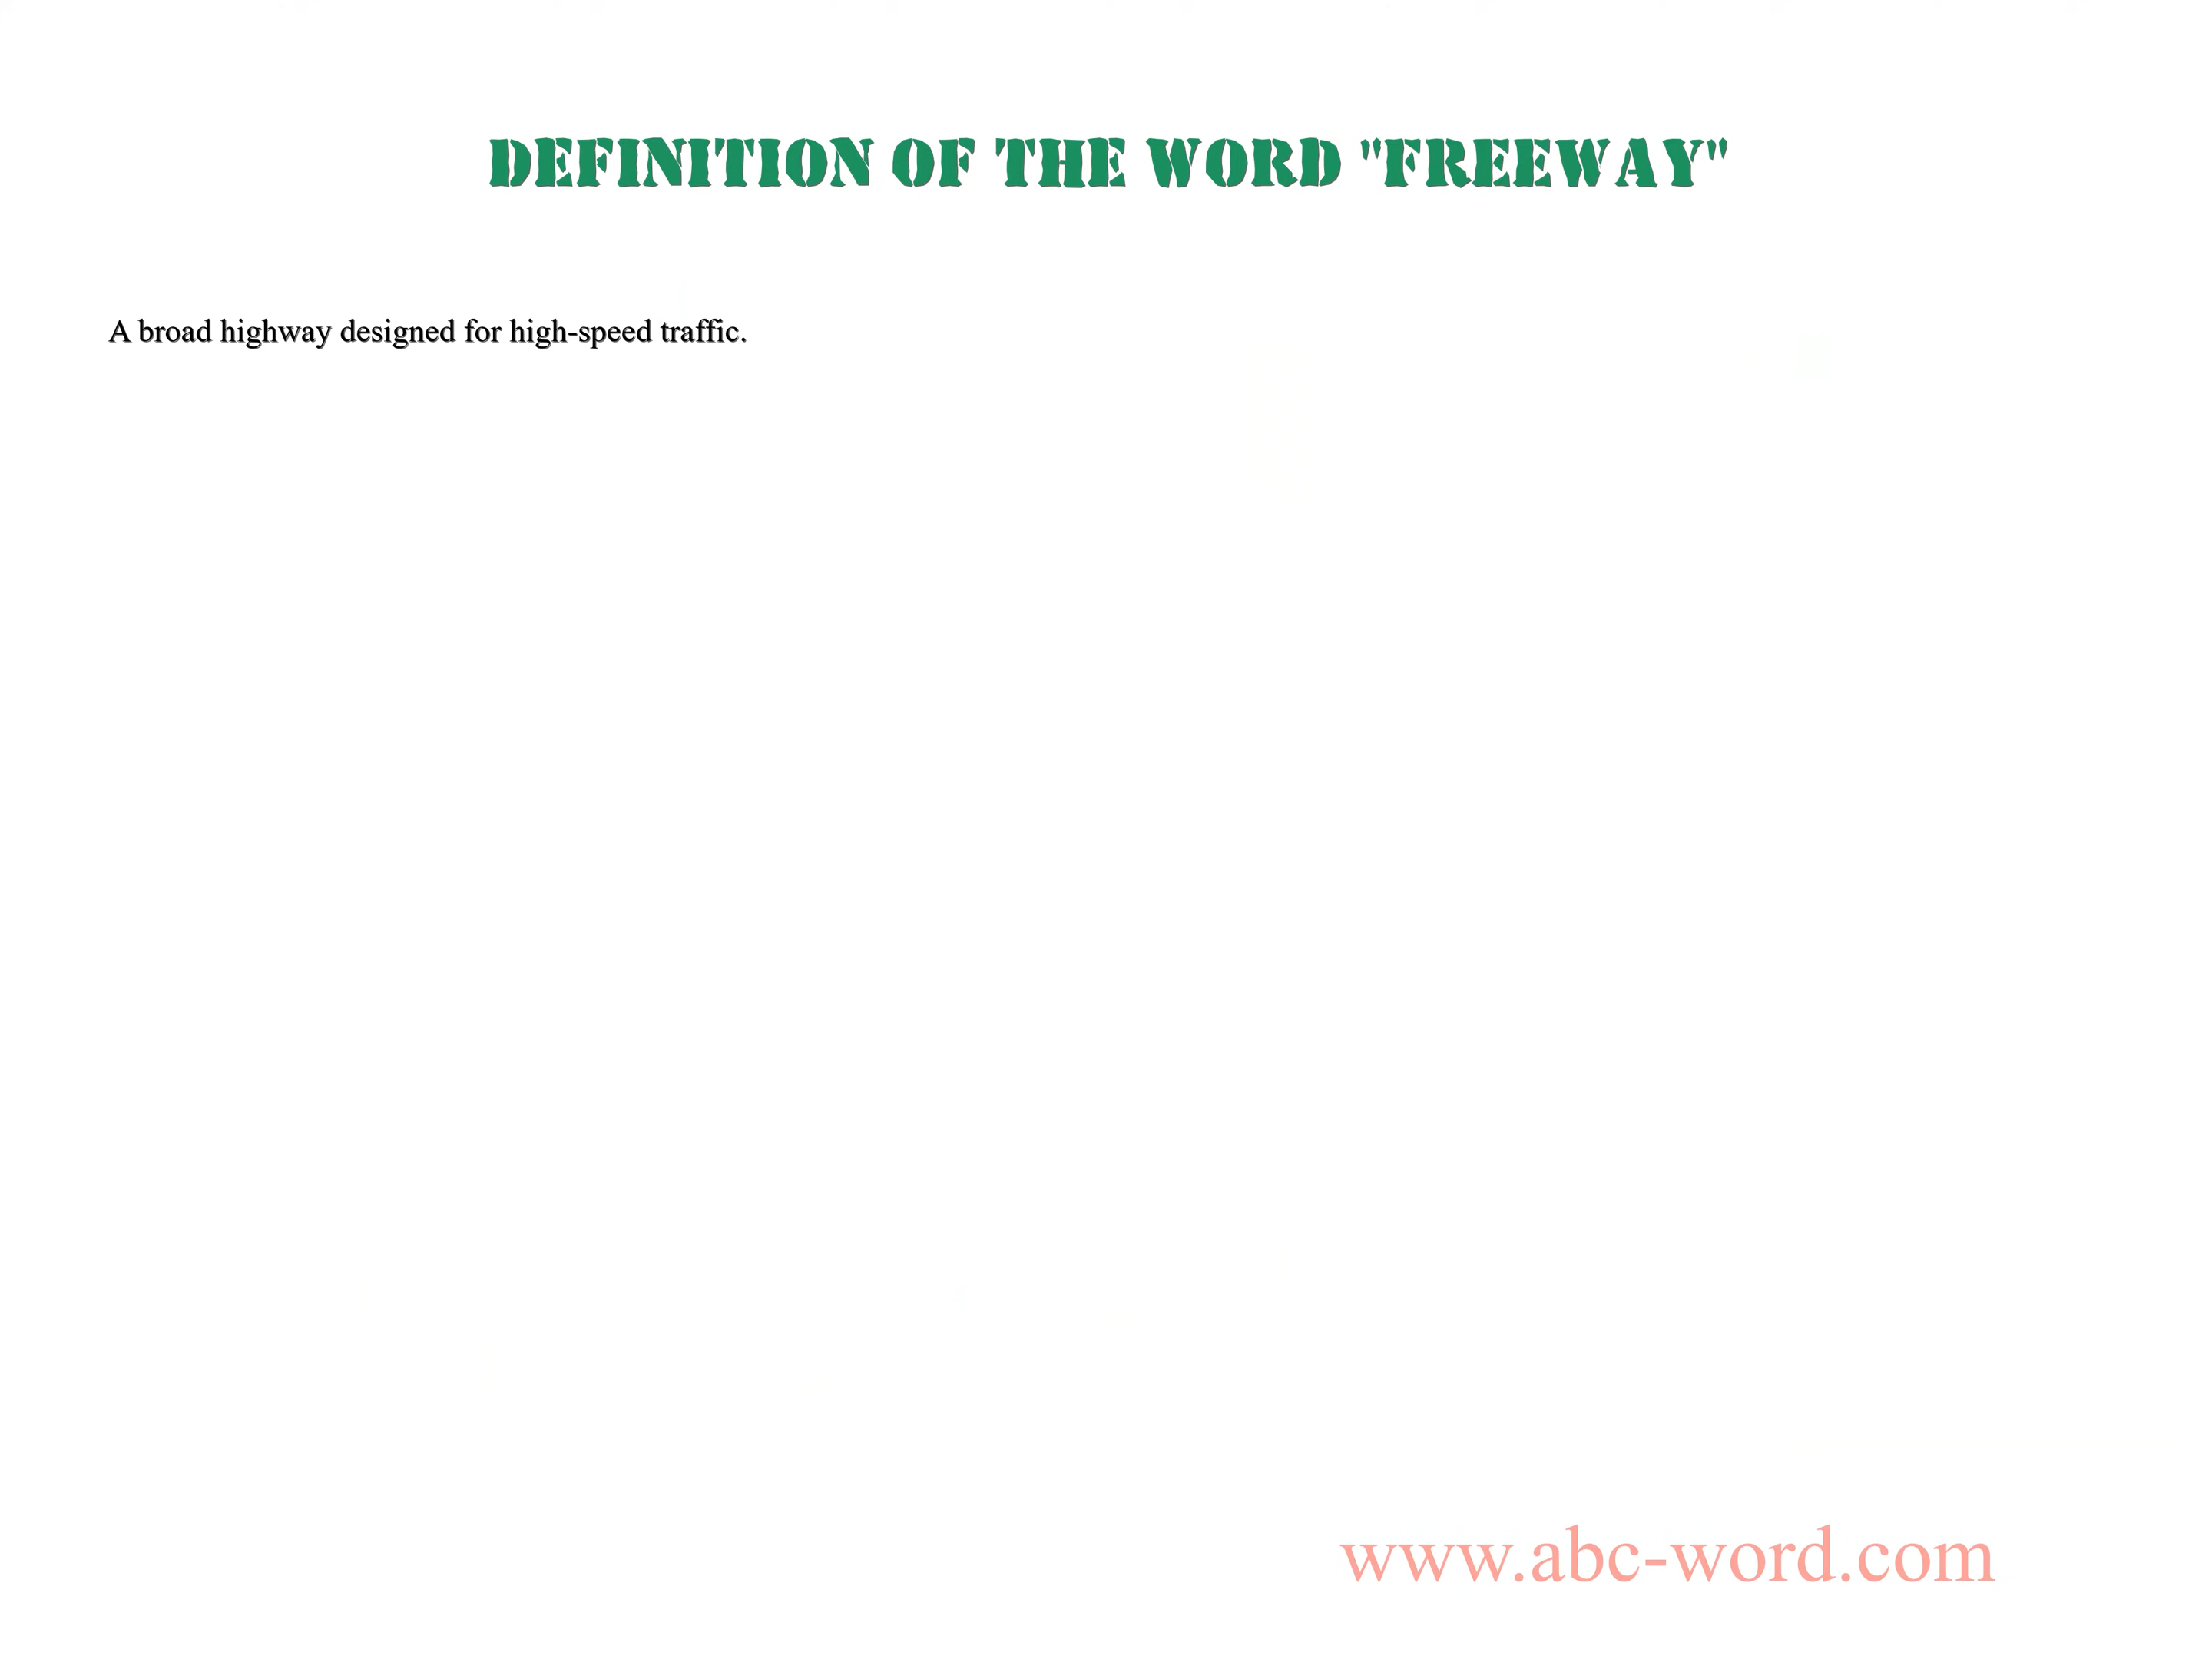 DEFINITION OF THE WORD "FREEWAY"
A broad highway designed for high-speed traffic.
www.abc-word.com